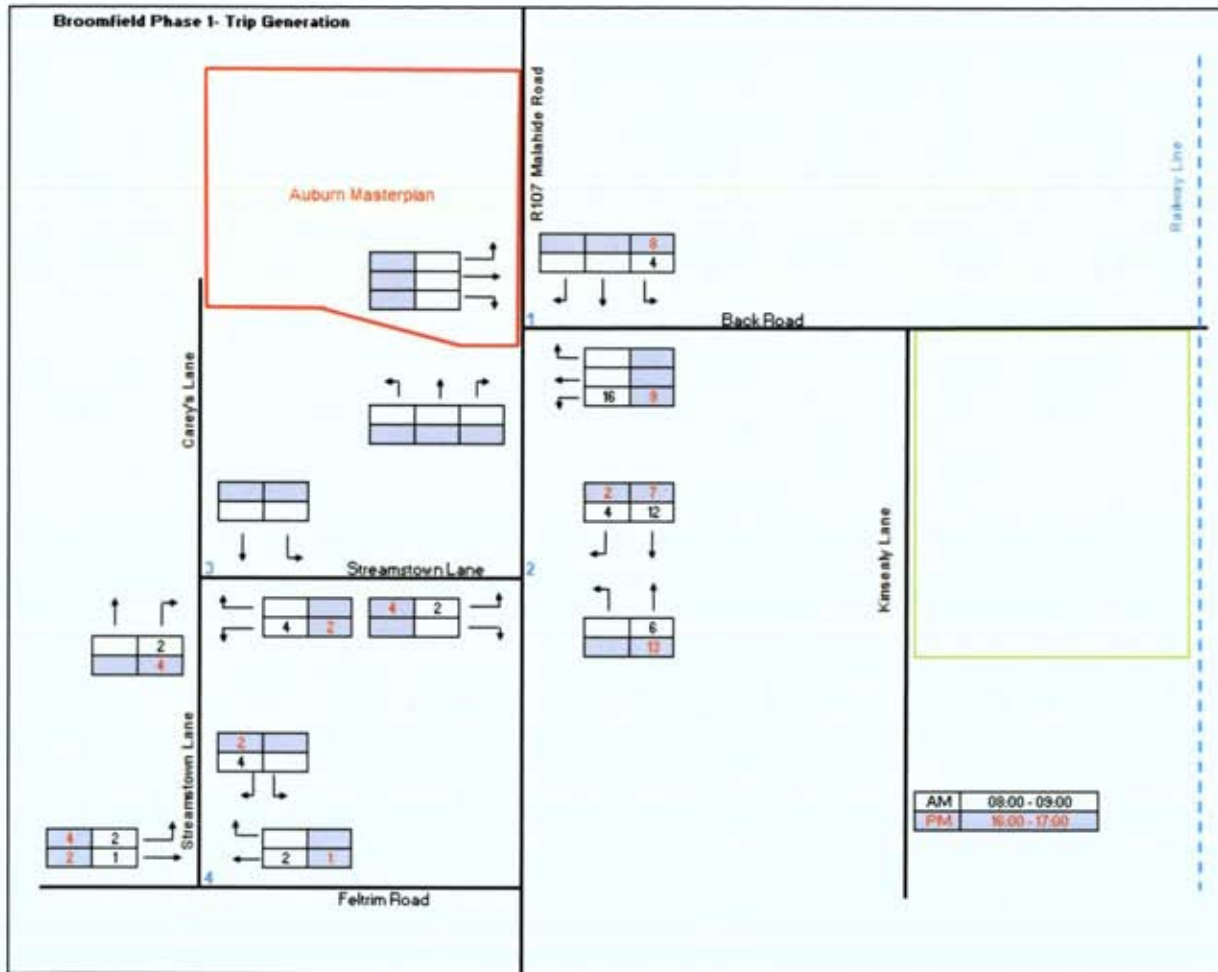 Broomfield Phase 1- Trip Generation
R107 Malahide Road
Railway Line
Auburn Masterplan
8
4
1
Back Road
Carey's Lane
16 9
2 7
4 12
Kinsealy Lane
3
Streamstown Lane
2
4 2
4 2
6
13
2
4
Streamstown Lane
2
4
AM 08:00 - 09:00
PM 16:00 - 17:00
4 2
2 1
2 1
4
Feltrim Road